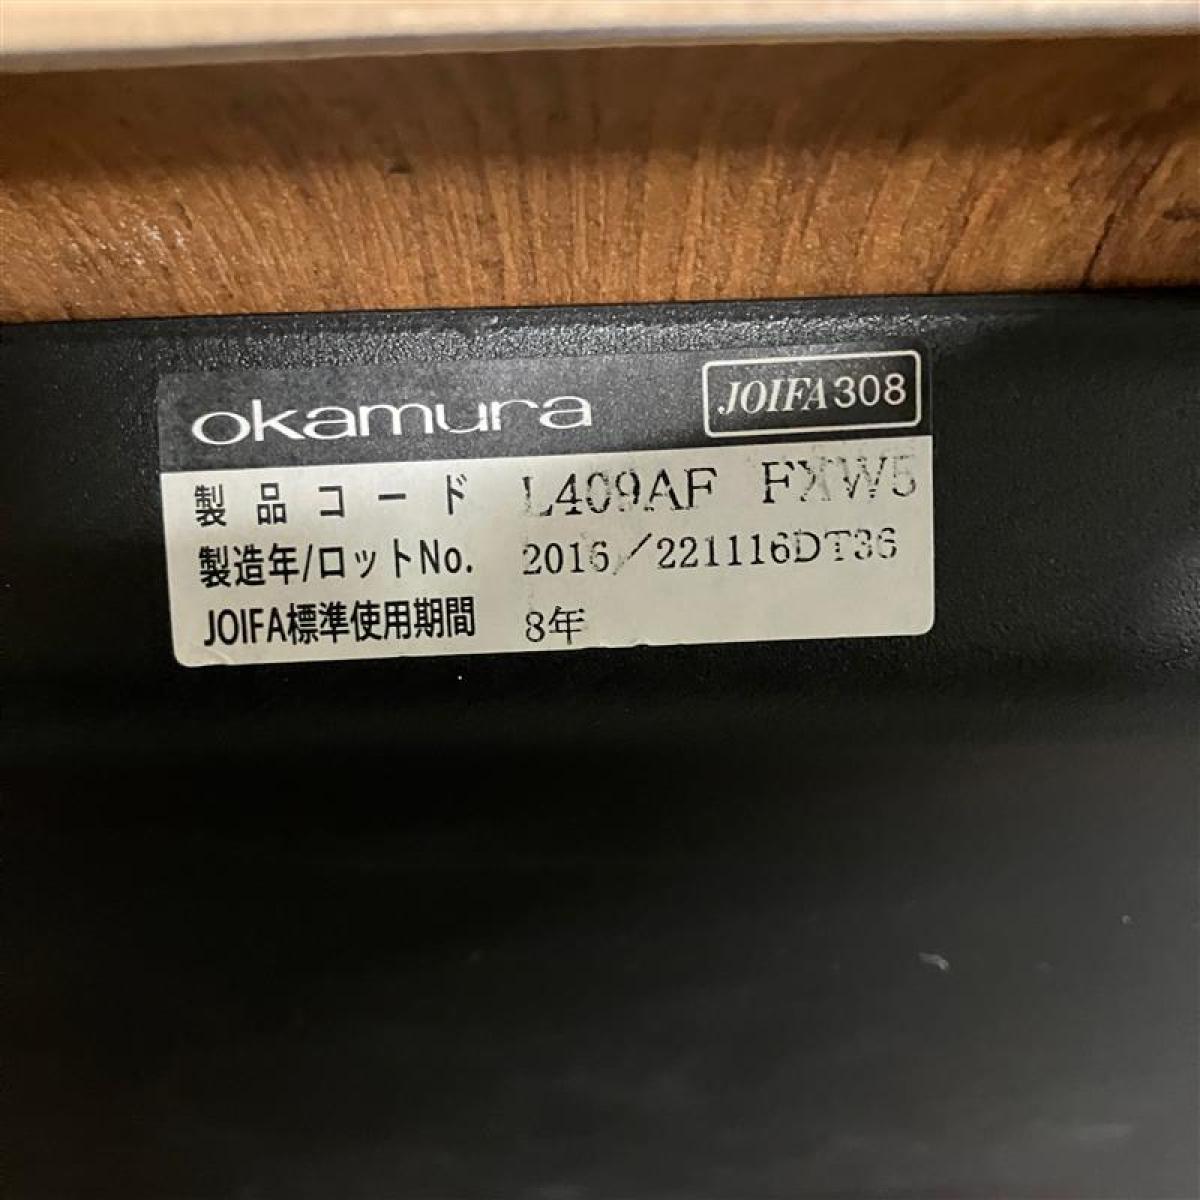 okamura JOIFA308
製品コード L409AF FXW5
製造年/ロットNo. 2016/221116DT36
JOIFA標準使用期間 8年